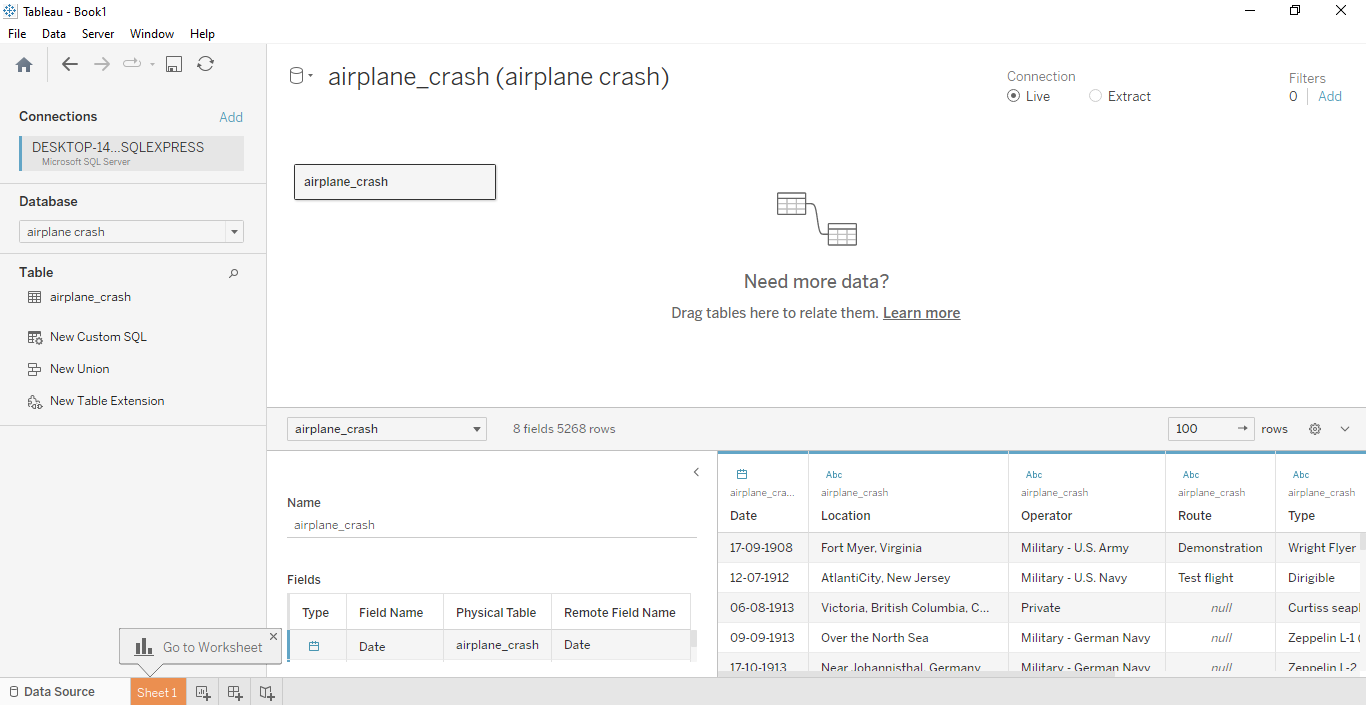 Tableau - Book1
File Data Server Window Help
Connections Add
DESKTOP-14...SQLEXPRESS
Microsoft SQL Server
Database
airplane crash
Table
airplane_crash
New Custom SQL
New Union
New Table Extension
airplane_crash (airplane crash)
Connection
Live Extract
Filters
0 Add
airplane_crash
Need more data?
Drag tables here to relate them. Learn more
airplane_crash 8 fields 5268 rows 100 rows
Name
airplane_crash
Fields
Type Field Name Physical Table Remote Field Name
Date airplane_crash Date
Abc Abc Abc Abc
airplane_cra... airplane_crash airplane_crash airplane_crash airplane_crash
Date Location Operator Route Type
17-09-1908 Fort Myer, Virginia Military - U.S. Army Demonstration Wright Flyer
12-07-1912 AtlantiCity, New Jersey Military - U.S. Navy Test flight Dirigible
06-08-1913 Victoria, British Columbia, C... Private null Curtiss seapl
09-09-1913 Over the North Sea Military - German Navy null Zeppelin L-1 (
17-10-1913 Near Johannisthal, Germany Military - German Navy null Zeppelin L-2
Go to Worksheet
Data Source Sheet 1